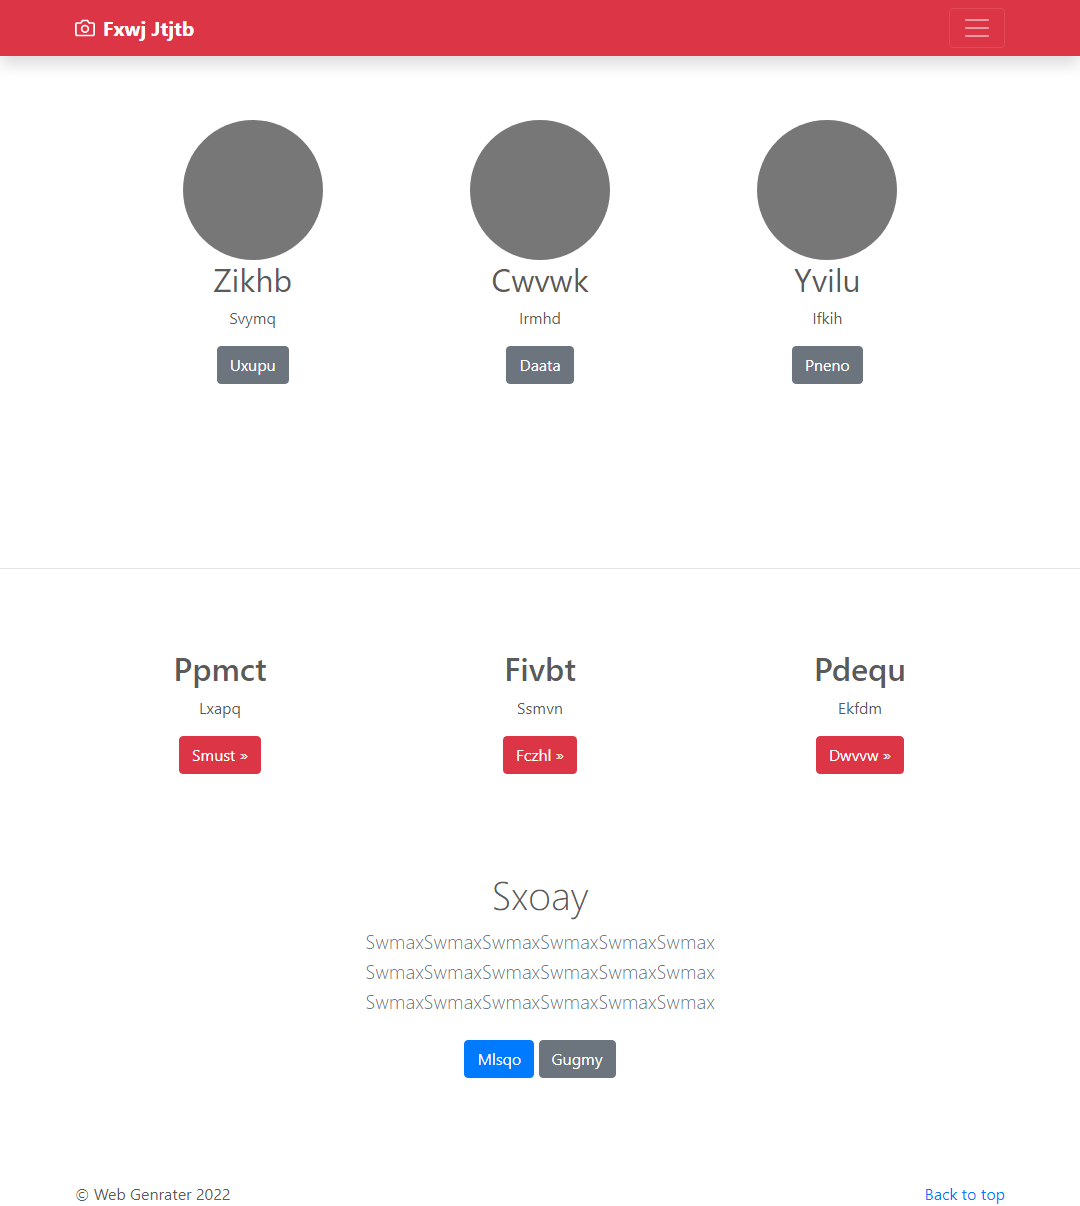 Fxwj Jtjtb
Zikhb Cwvwk Yvilu
Svymq Irmhd Ifkih
Uxupu Daata Pneno
Ppmct Fivbt Pdequ
Lxapq Ssmvn Ekfdm
Smust » Fczhl » Dwvvw »
Sxoay
SwmaxSwmaxSwmaxSwmaxSwmaxSwmax
SwmaxSwmaxSwmaxSwmaxSwmaxSwmax
SwmaxSwmaxSwmaxSwmaxSwmaxSwmax
Mlsqo Gugmy
© Web Genrater 2022 Back to top